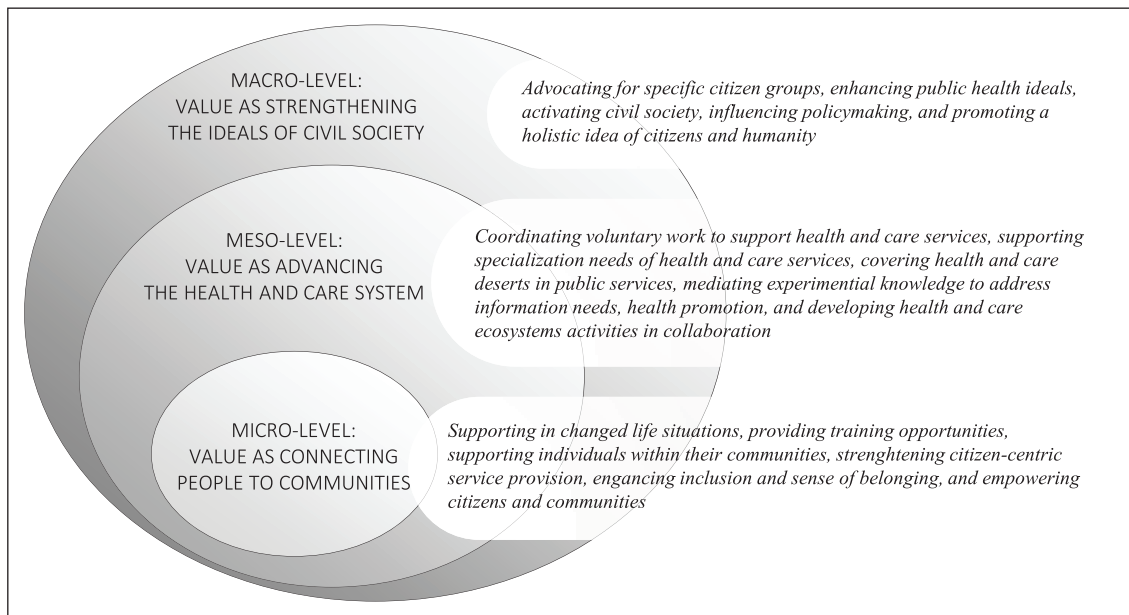 MACRO-LEVEL:
VALUE AS STRENGTHENING
THE IDEALS OF CIVIL SOCIETY
Advocating for specific citizen groups, enhancing public health ideals,
activating civil society, influencing policymaking, and promoting a
holistic idea of citizens and humanity
MESO-LEVEL:
VALUE AS ADVANCING
THE HEALTH AND CARE SYSTEM
Coordinating voluntary work to support health and care services, supporting
specialization needs of health and care services, covering health and care
deserts in public services, mediating experimential knowledge to address
information needs, health promotion, and developing health and care
ecosystems activities in collaboration
MICRO-LEVEL:
VALUE AS CONNECTING
PEOPLE TO COMMUNITIES
Supporting in changed life situations, providing training opportunities,
supporting individuals within their communities, strenghtening citizen-centric
service provision, engancing inclusion and sense of belonging, and empowering
citizens and communities